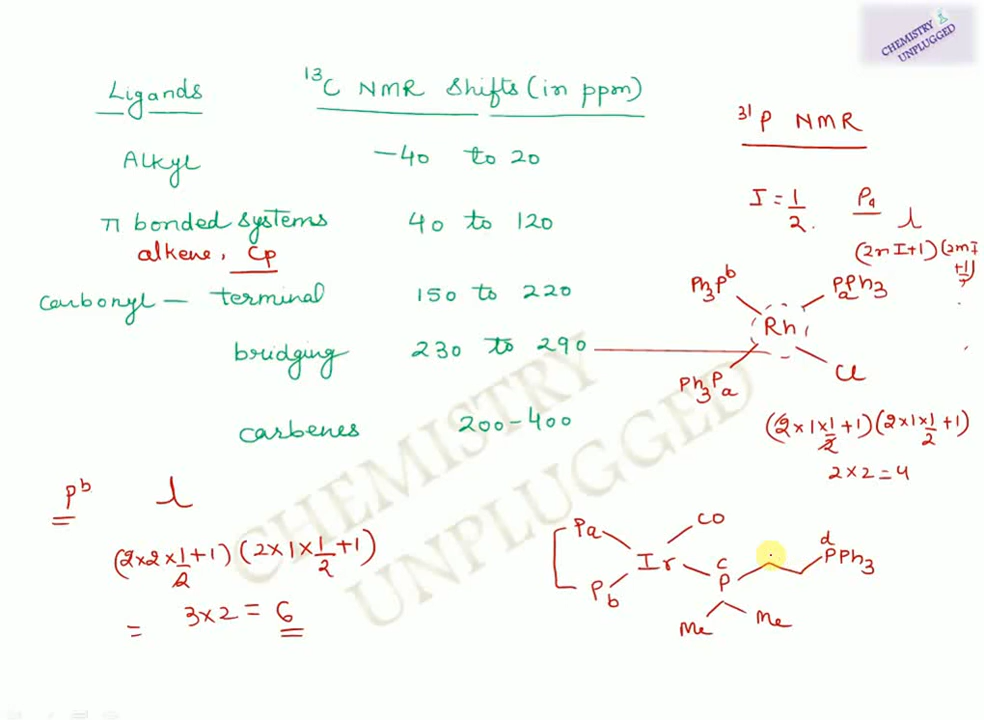 CHEMISTRY
UNPLUGGED
Ligands ¹³C NMR Shifts (in ppm)
Alkyl −40 to 20
π bonded systems 40 to 120
alkene, Cp
Carbonyl — terminal 150 to 220
bridging 230 to 290
carbenes 200-400
Pᵇ
(2×2×1/2+1)(2×1×1/2+1)
= 3×2 = 6
³¹P NMR
I = 1/2. Pa
(2nI+1)(2mI+1)
Ph₃Pᵇ PaPh₃
Rh
Ph₃Pa Cl
(2×1×1/2+1)(2×1×1/2+1)
2×2=4
Pa CO
Ir c P d PPh₃
Pb
Me Me
CHEMISTRY
UNPLUGGED